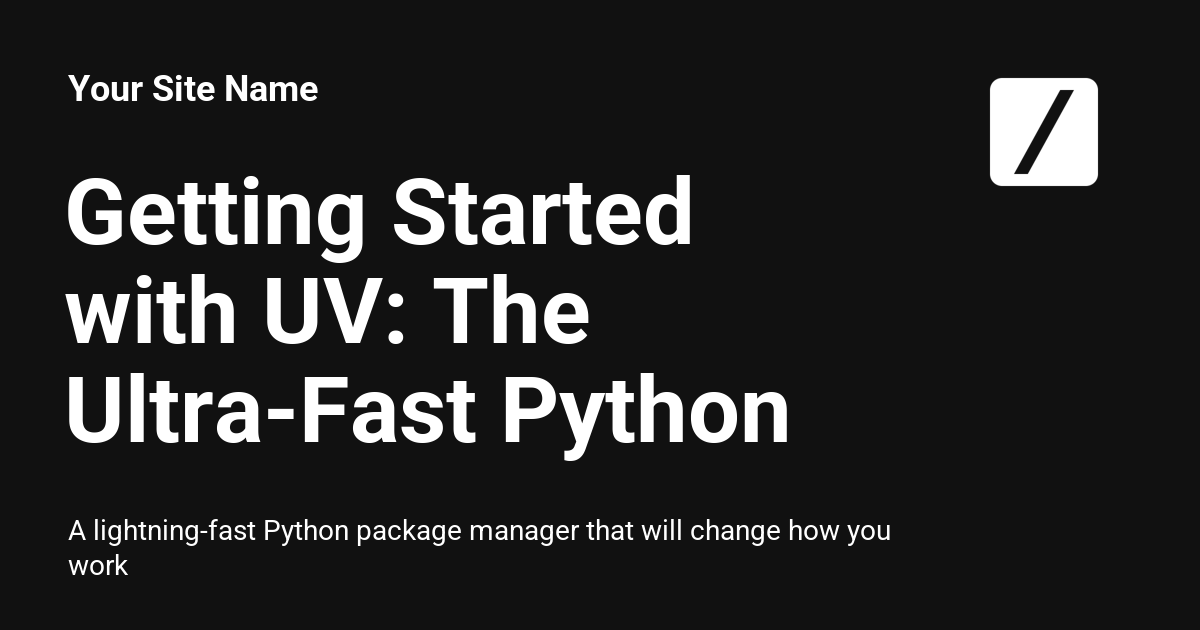 Your Site Name
Getting Started
with UV: The
Ultra-Fast Python
A lightning-fast Python package manager that will change how you
work